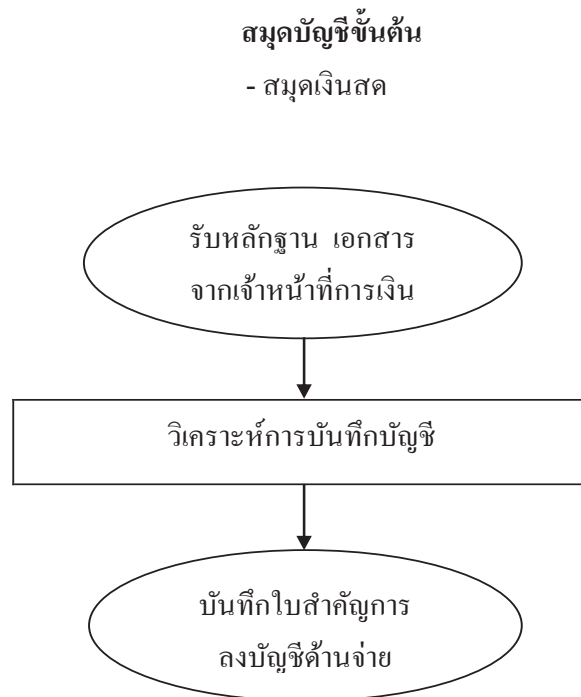 สมุดบัญชีขั้นต้น
- สมุดเงินสด
รับหลักฐาน เอกสาร
จากเจ้าหน้าที่การเงิน
วิเคราะห์การบันทึกบัญชี
บันทึกใบสำคัญการ
ลงบัญชีด้านจ่าย